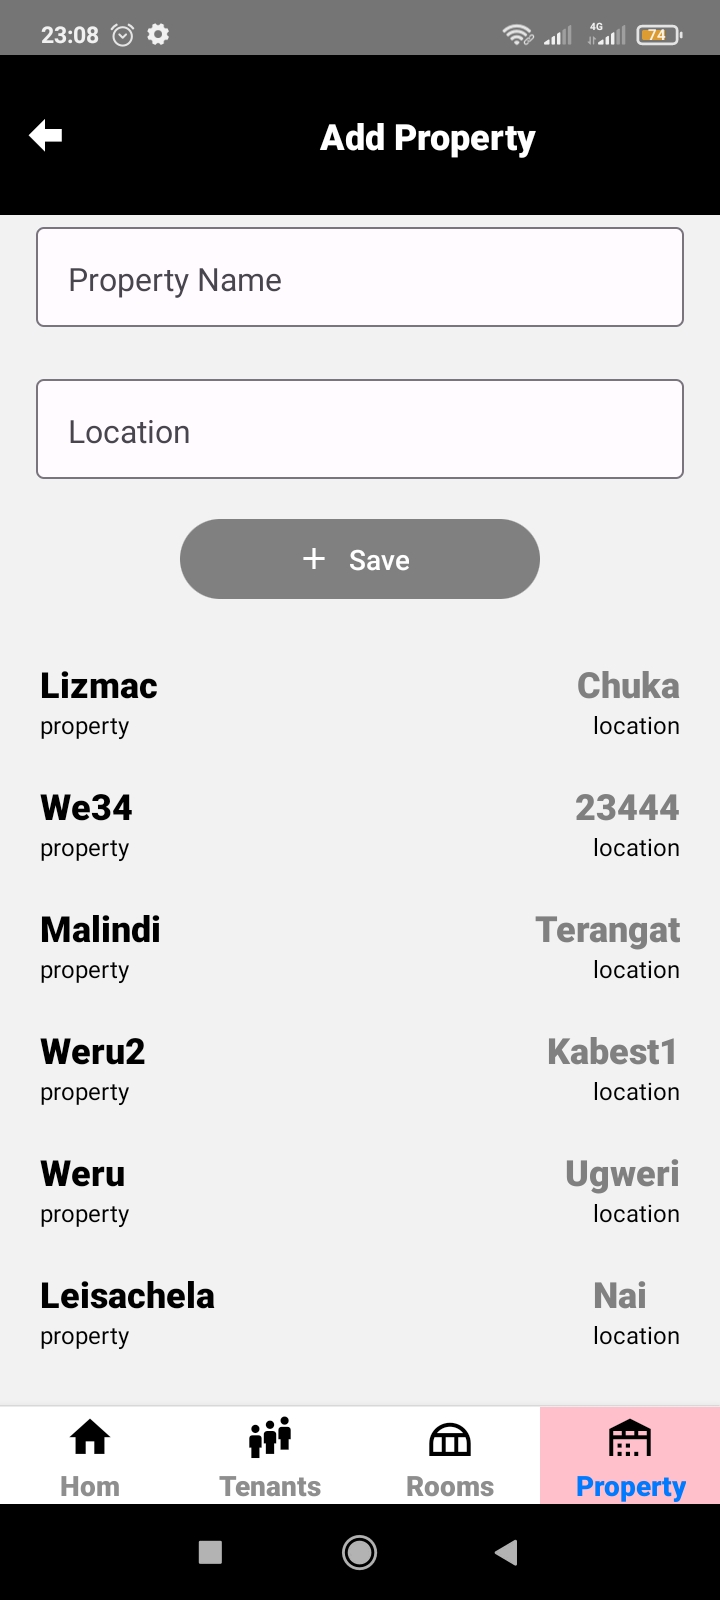 23:08 4G 74
Add Property
Property Name
Location
+ Save
Lizmac Chuka
property location
We34 23444
property location
Malindi Terangat
property location
Weru2 Kabest1
property location
Weru Ugweri
property location
Leisachela Nai
property location
Hom Tenants Rooms Property